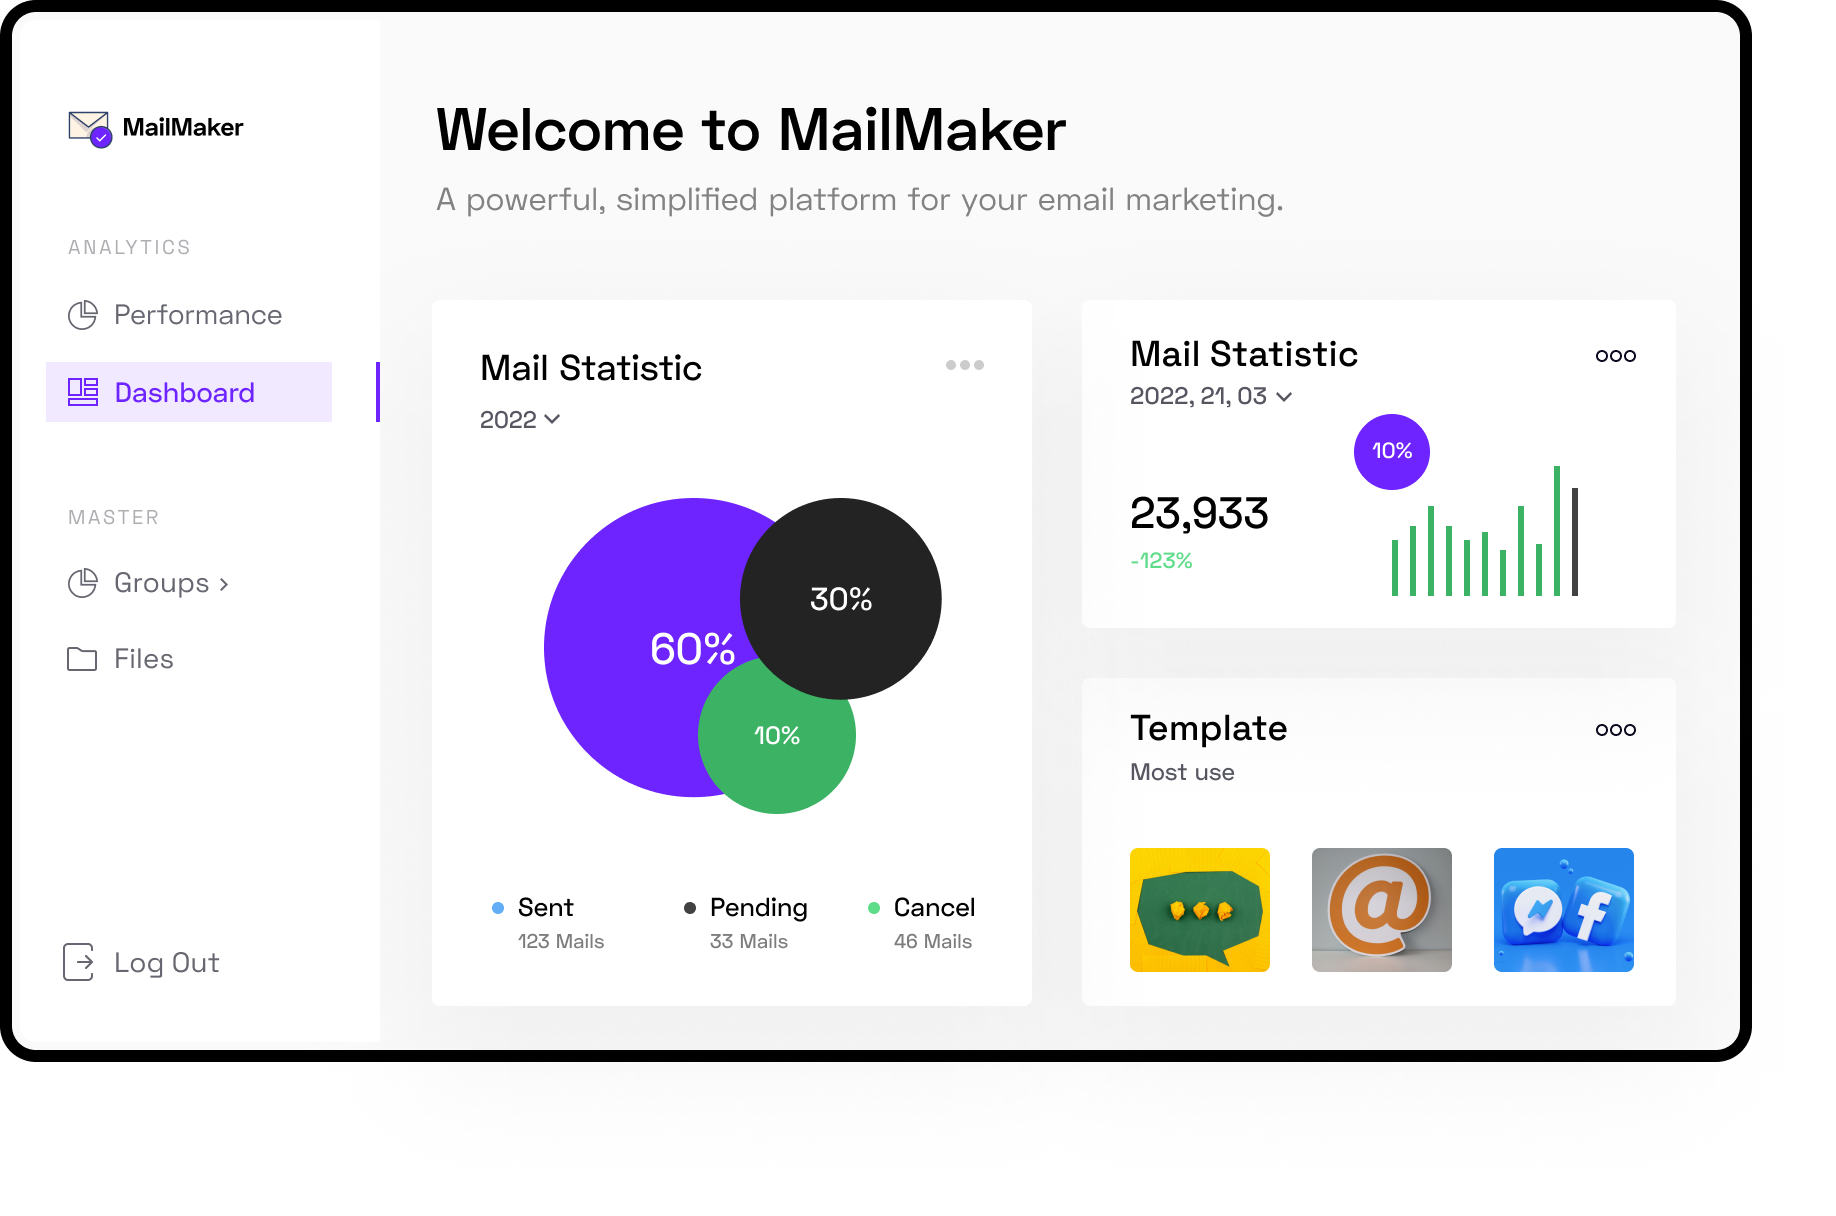 MailMaker
ANALYTICS
Performance
Dashboard
MASTER
Groups ›
Files
Log Out
Welcome to MailMaker
A powerful, simplified platform for your email marketing.
Mail Statistic
2022
60%
30%
10%
Sent
123 Mails
Pending
33 Mails
Cancel
46 Mails
Mail Statistic
2022, 21, 03
10%
23,933
-123%
Template
Most use
@
f